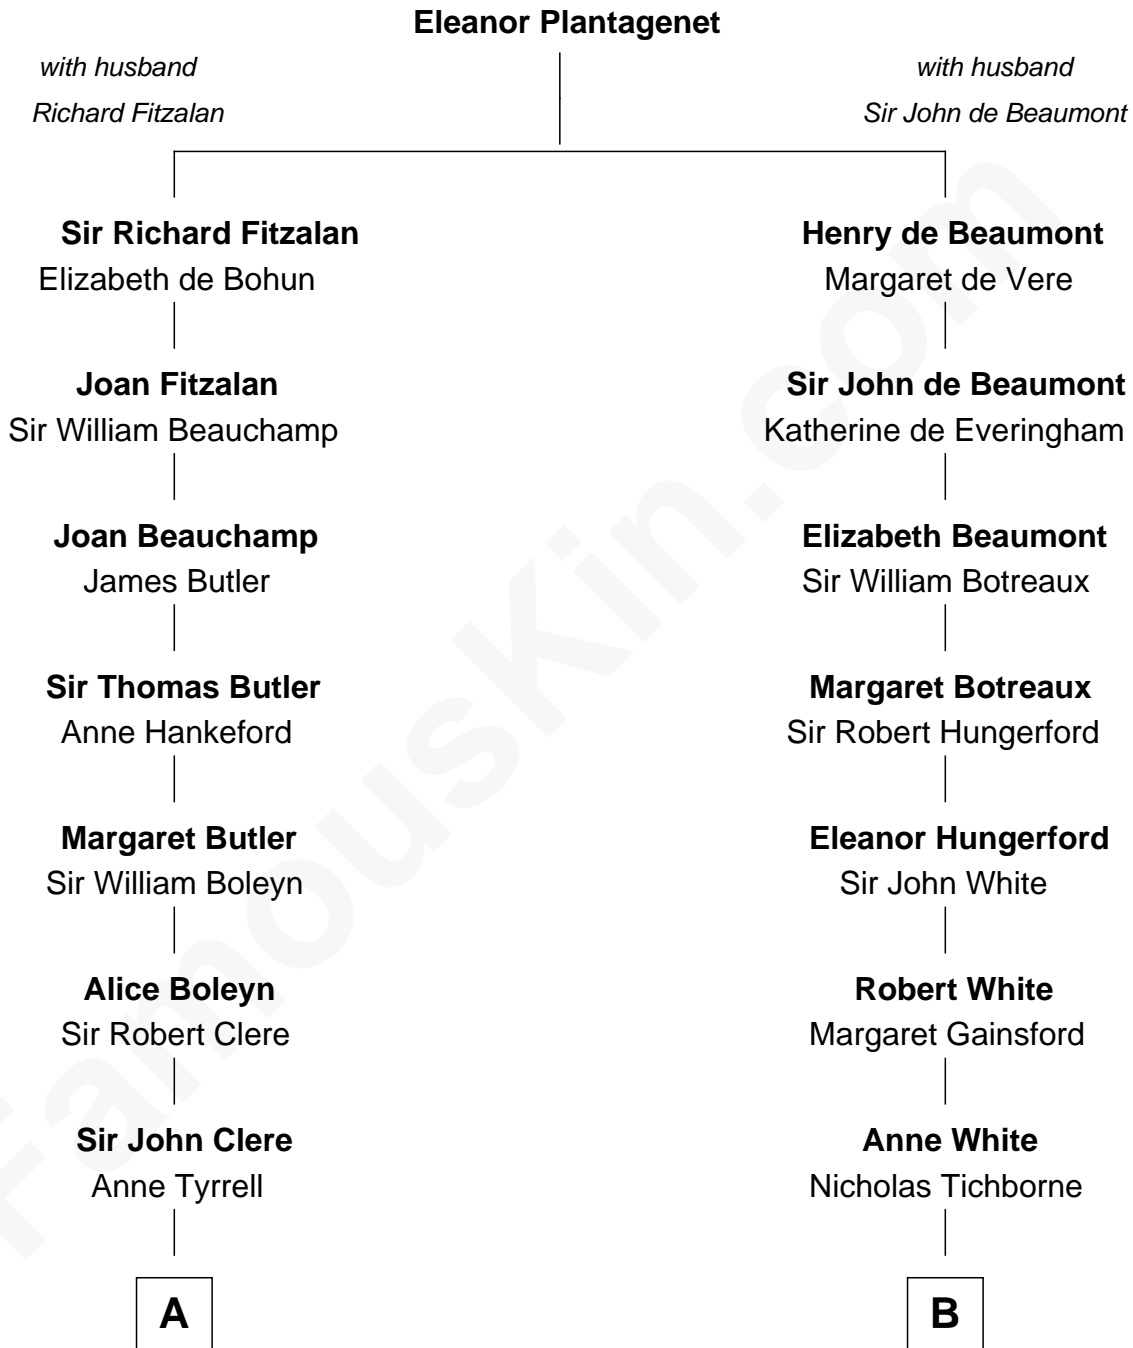 Eleanor Plantagenet
with husband
Richard Fitzalan
with husband
Sir John de Beaumont
Sir Richard Fitzalan
Elizabeth de Bohun
Henry de Beaumont
Margaret de Vere
Joan Fitzalan
Sir William Beauchamp
Sir John de Beaumont
Katherine de Everingham
Joan Beauchamp
James Butler
Elizabeth Beaumont
Sir William Botreaux
Sir Thomas Butler
Anne Hankeford
Margaret Botreaux
Sir Robert Hungerford
Margaret Butler
Sir William Boleyn
Eleanor Hungerford
Sir John White
Alice Boleyn
Sir Robert Clere
Robert White
Margaret Gainsford
Sir John Clere
Anne Tyrrell
Anne White
Nicholas Tichborne
A
B
FamousKin.com